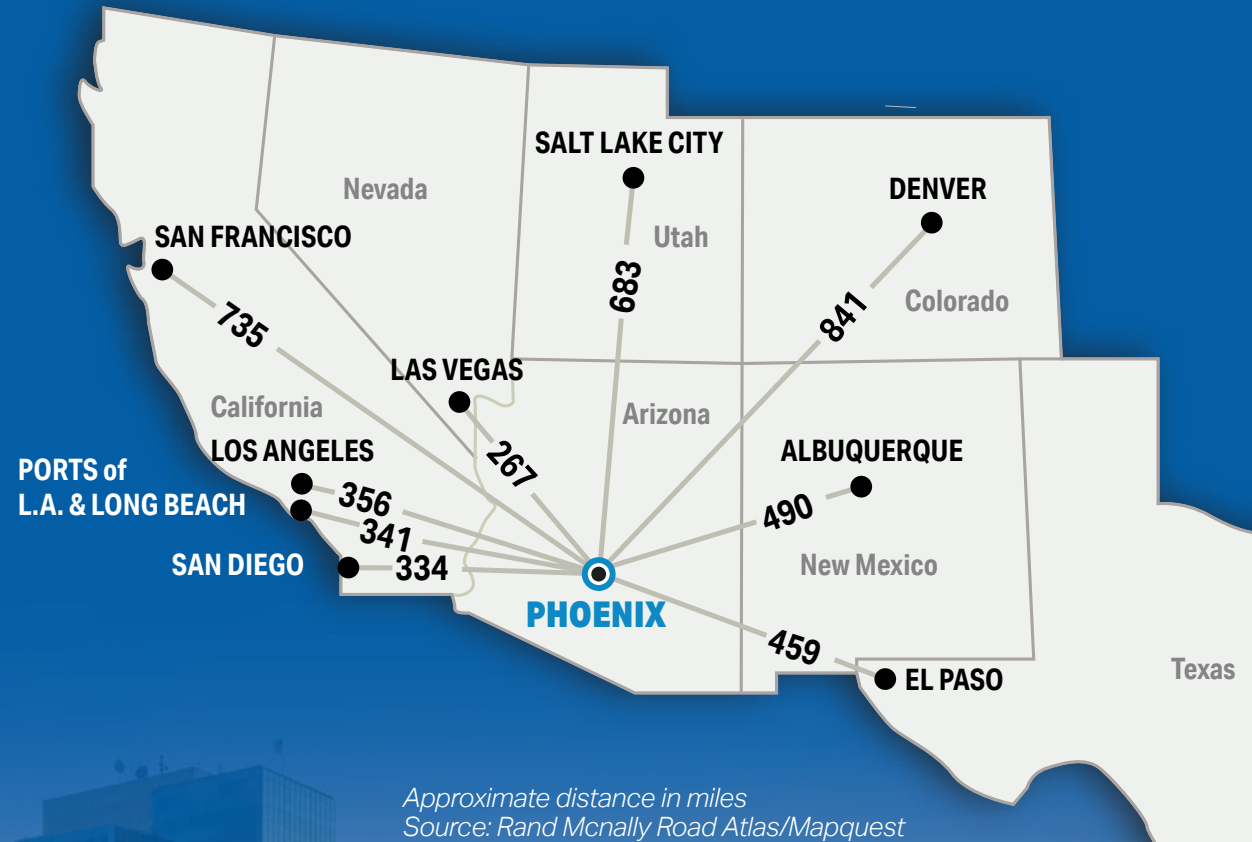 SALT LAKE CITY
DENVER
Nevada
SAN FRANCISCO
Utah
683
Colorado
841
735
LAS VEGAS
California
Arizona
LOS ANGELES
267
ALBUQUERQUE
PORTS of
L.A. & LONG BEACH
356
490
341
SAN DIEGO
334
New Mexico
PHOENIX
459
EL PASO
Texas
Approximate distance in miles
Source: Rand Mcnally Road Atlas/Mapquest